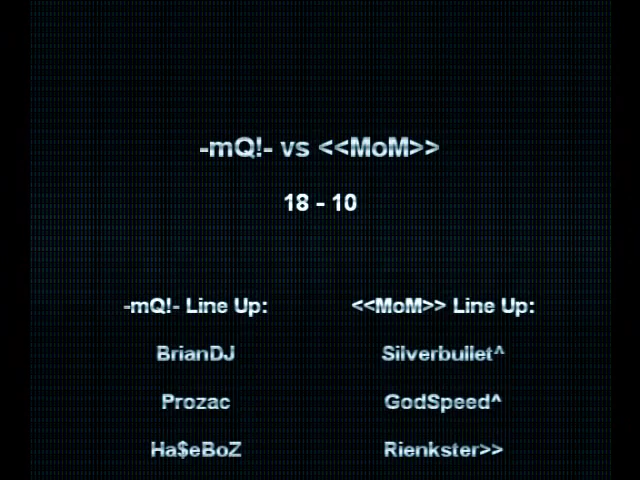 -mQ!- vs <<MoM>>
18 - 10
-mQ!- Line Up: <<MoM>> Line Up:
BrianDJ Silverbullet^
Prozac GodSpeed^
Ha$eBoZ Rienkster>>